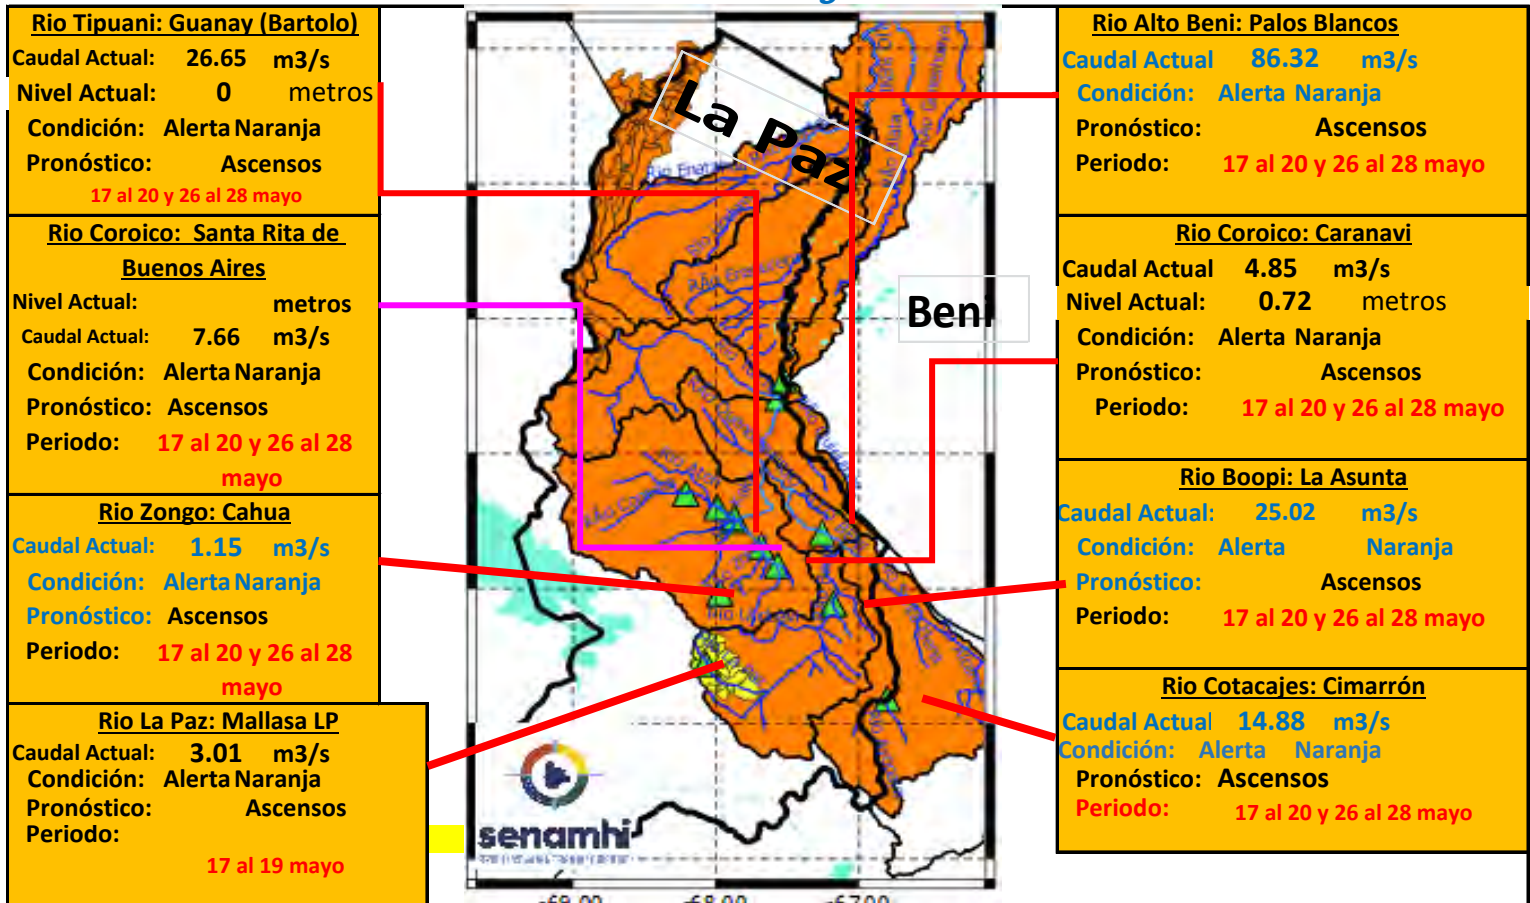 Rio Tipuani: Guanay (Bartolo)
Caudal Actual: 26.65 m3/s
Nivel Actual: 0 metros
Condición: Alerta Naranja
Pronóstico: Ascensos
17 al 20 y 26 al 28 mayo
Rio Coroico: Santa Rita de
Buenos Aires
Nivel Actual: metros
Caudal Actual: 7.66 m3/s
Condición: Alerta Naranja
Pronóstico: Ascensos
Periodo: 17 al 20 y 26 al 28
mayo
Rio Zongo: Cahua
Caudal Actual: 1.15 m3/s
Condición: Alerta Naranja
Pronóstico: Ascensos
Periodo: 17 al 20 y 26 al 28
mayo
Rio La Paz: Mallasa LP
Caudal Actual: 3.01 m3/s
Condición: Alerta Naranja
Pronóstico: Ascensos
Periodo:
17 al 19 mayo
La Paz
Beni
senamhi
-69.00 -68.00 -67.00
Rio Alto Beni: Palos Blancos
Caudal Actual 86.32 m3/s
Condición: Alerta Naranja
Pronóstico: Ascensos
Periodo: 17 al 20 y 26 al 28 mayo
Rio Coroico: Caranavi
Caudal Actual 4.85 m3/s
Nivel Actual: 0.72 metros
Condición: Alerta Naranja
Pronóstico: Ascensos
Periodo: 17 al 20 y 26 al 28 mayo
Rio Boopi: La Asunta
Caudal Actual: 25.02 m3/s
Condición: Alerta Naranja
Pronóstico: Ascensos
Periodo: 17 al 20 y 26 al 28 mayo
Rio Cotacajes: Cimarrón
Caudal Actual 14.88 m3/s
Condición: Alerta Naranja
Pronóstico: Ascensos
Periodo: 17 al 20 y 26 al 28 mayo